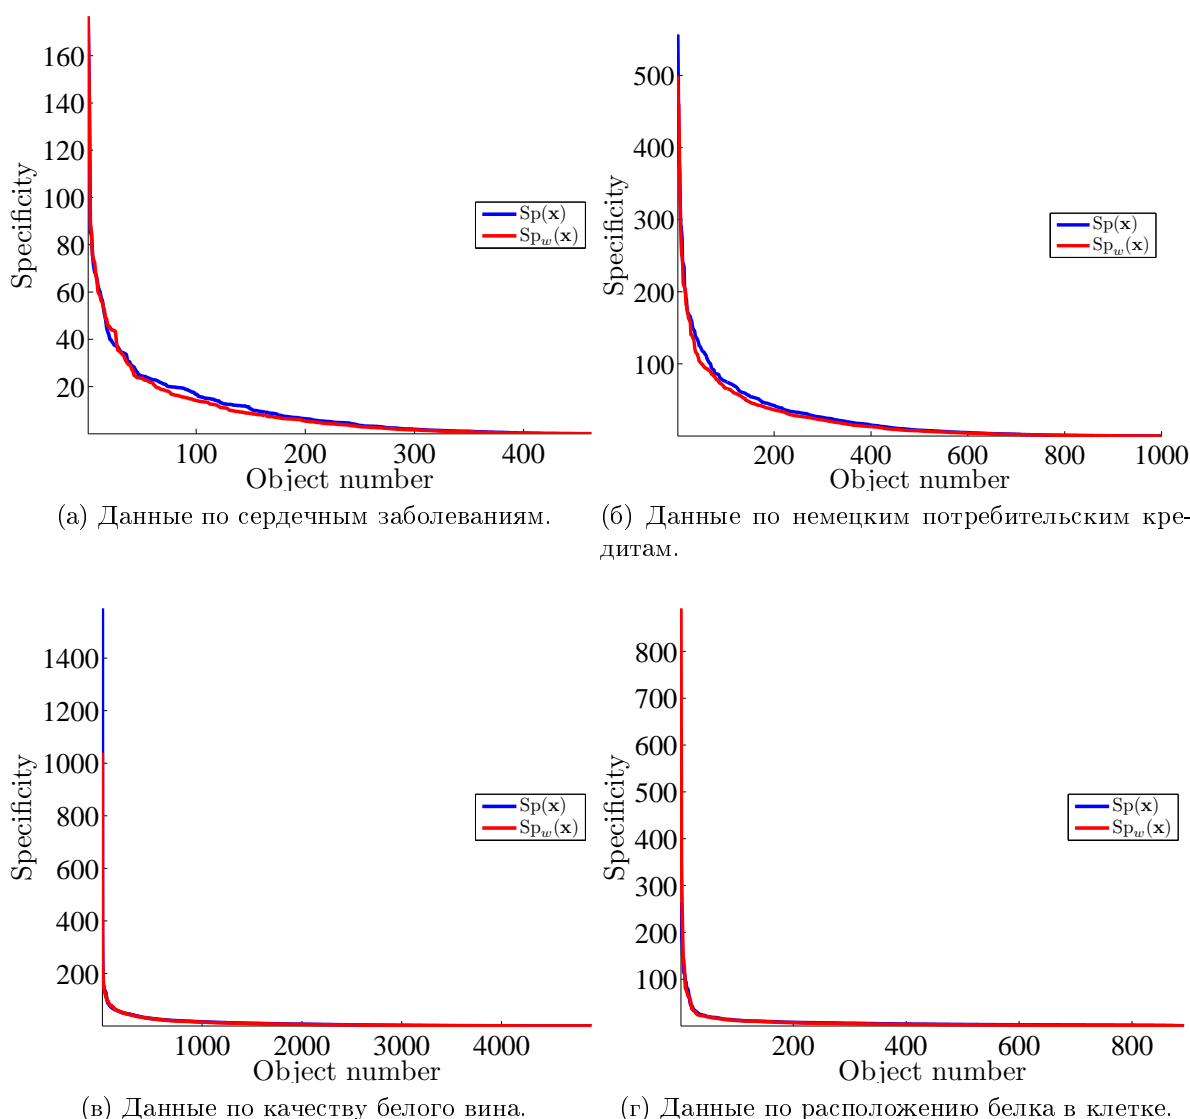 160
140
120
100
80
60
40
20
Specificity
Sp(x)
Sp_w(x)
100 200 300 400
Object number
(а) Данные по сердечным заболеваниям.
500
400
300
200
100
Specificity
Sp(x)
Sp_w(x)
200 400 600 800 1000
Object number
(б) Данные по немецким потребительским кре-
дитам.
1400
1200
1000
800
600
400
200
Specificity
Sp(x)
Sp_w(x)
1000 2000 3000 4000
Object number
(в) Данные по качеству белого вина.
800
700
600
500
400
300
200
100
Specificity
Sp(x)
Sp_w(x)
200 400 600 800
Object number
(г) Данные по расположению белка в клетке.